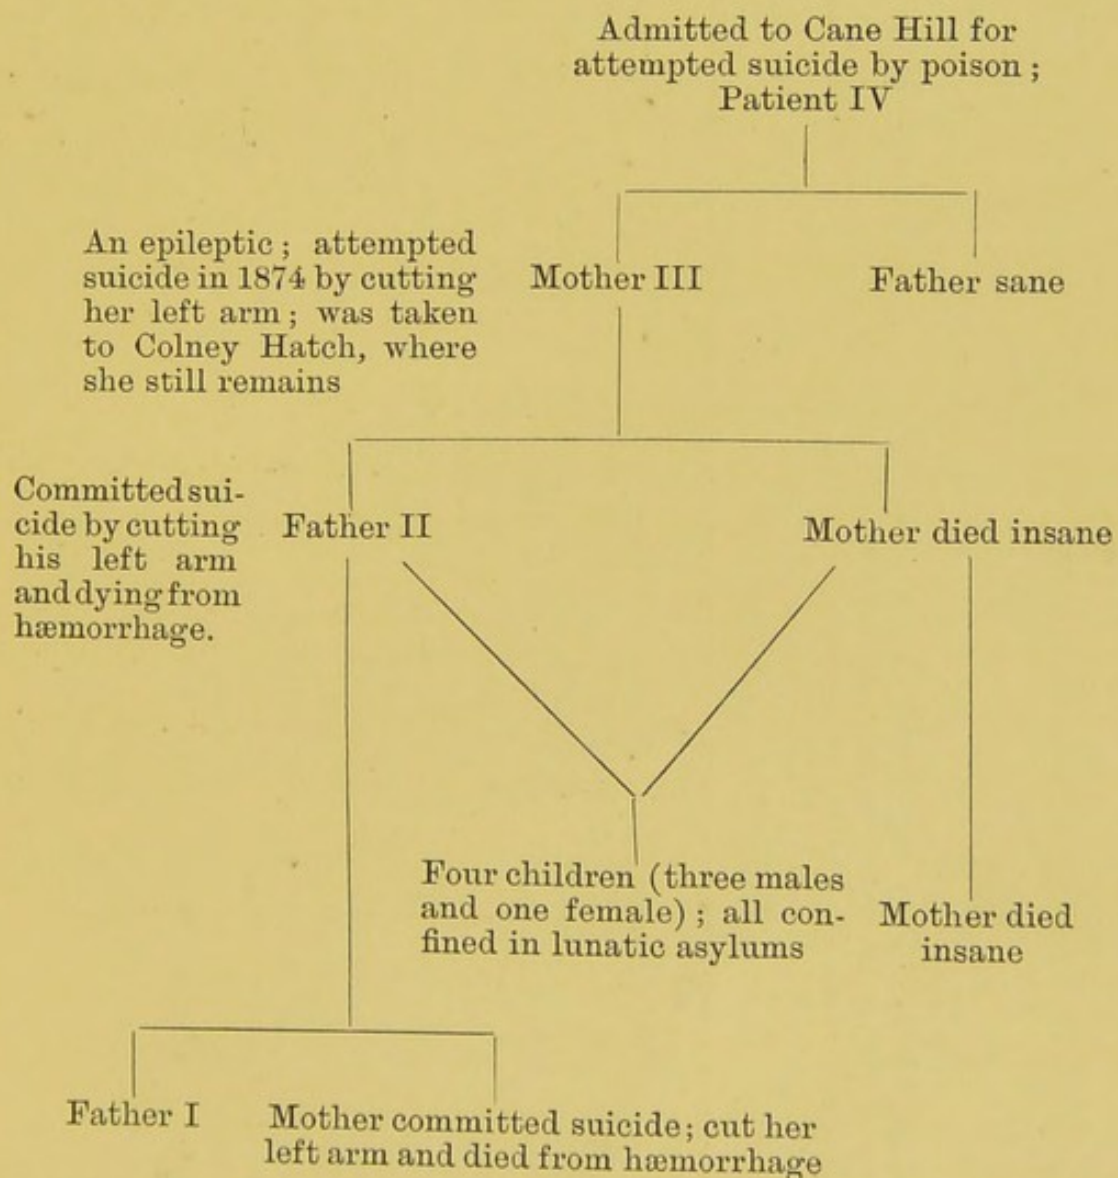 Admitted to Cane Hill for
attempted suicide by poison ;
Patient IV
An epileptic ; attempted
suicide in 1874 by cutting
her left arm ; was taken
to Colney Hatch, where
she still remains
Mother III
Father sane
Committed sui-
cide by cutting
his left arm
and dying from
hæmorrhage.
Father II
Mother died insane
Four children (three males
and one female) ; all con-
fined in lunatic asylums
Mother died
insane
Father I
Mother committed suicide; cut her
left arm and died from hæmorrhage